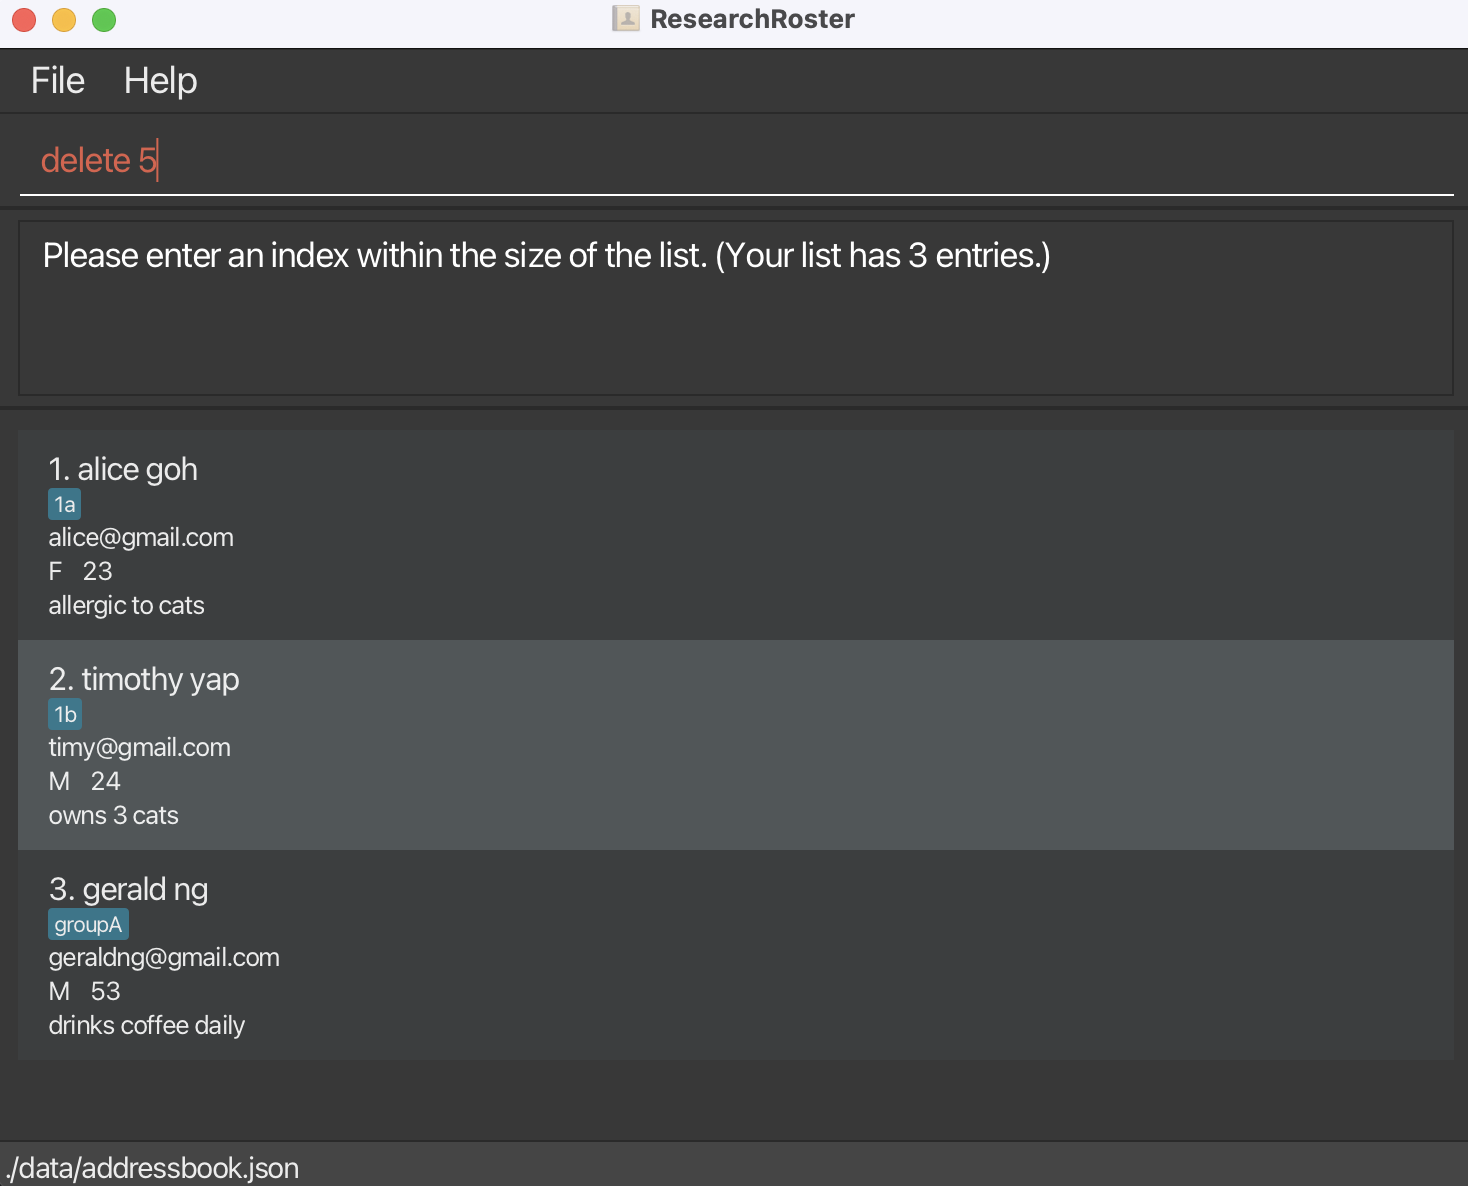 ResearchRoster
File Help
delete 5
Please enter an index within the size of the list. (Your list has 3 entries.)
1. alice goh
1a
alice@gmail.com
F 23
allergic to cats
2. timothy yap
1b
timy@gmail.com
M 24
owns 3 cats
3. gerald ng
groupA
geraldng@gmail.com
M 53
drinks coffee daily
./data/addressbook.json